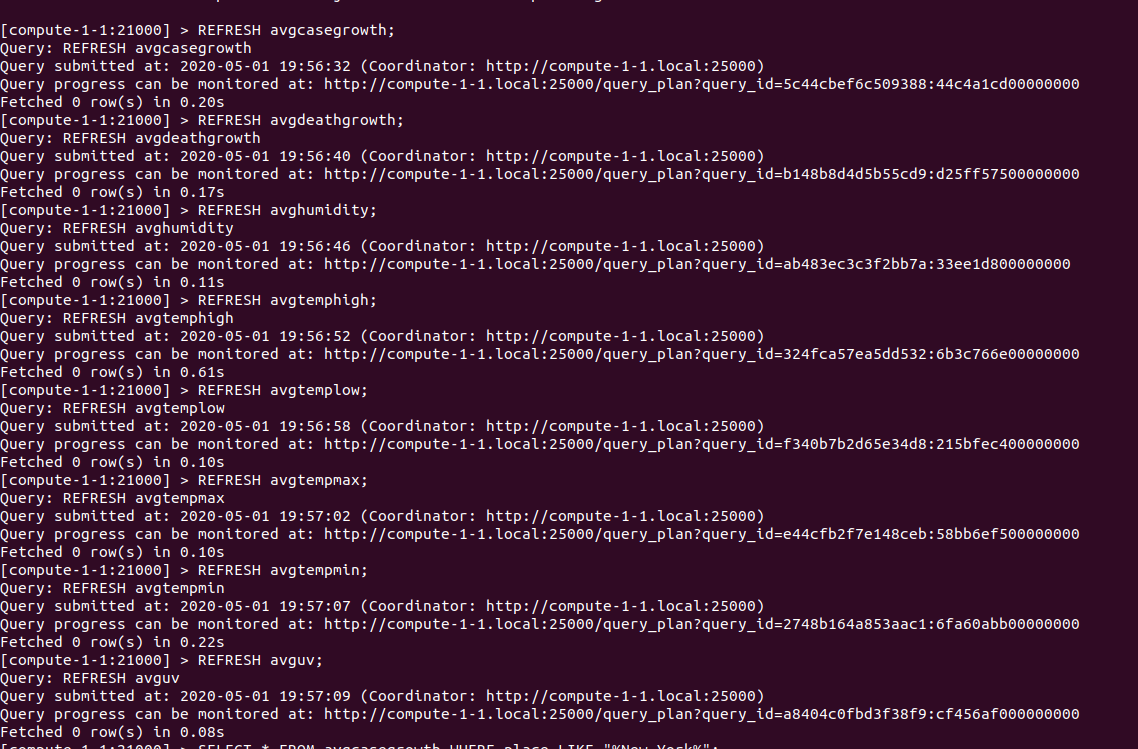 [compute-1-1:21000] > REFRESH avgcasegrowth;
Query: REFRESH avgcasegrowth
Query submitted at: 2020-05-01 19:56:32 (Coordinator: http://compute-1-1.local:25000)
Query progress can be monitored at: http://compute-1-1.local:25000/query_plan?query_id=5c44cbef6c509388:44c4a1cd00000000
Fetched 0 row(s) in 0.20s
[compute-1-1:21000] > REFRESH avgdeathgrowth;
Query: REFRESH avgdeathgrowth
Query submitted at: 2020-05-01 19:56:40 (Coordinator: http://compute-1-1.local:25000)
Query progress can be monitored at: http://compute-1-1.local:25000/query_plan?query_id=b148b8d4d5b55cd9:d25ff57500000000
Fetched 0 row(s) in 0.17s
[compute-1-1:21000] > REFRESH avghumidity;
Query: REFRESH avghumidity
Query submitted at: 2020-05-01 19:56:46 (Coordinator: http://compute-1-1.local:25000)
Query progress can be monitored at: http://compute-1-1.local:25000/query_plan?query_id=ab483ec3c3f2bb7a:33ee1d800000000
Fetched 0 row(s) in 0.11s
[compute-1-1:21000] > REFRESH avgtemphigh;
Query: REFRESH avgtemphigh
Query submitted at: 2020-05-01 19:56:52 (Coordinator: http://compute-1-1.local:25000)
Query progress can be monitored at: http://compute-1-1.local:25000/query_plan?query_id=324fca57ea5dd532:6b3c766e00000000
Fetched 0 row(s) in 0.61s
[compute-1-1:21000] > REFRESH avgtemplow;
Query: REFRESH avgtemplow
Query submitted at: 2020-05-01 19:56:58 (Coordinator: http://compute-1-1.local:25000)
Query progress can be monitored at: http://compute-1-1.local:25000/query_plan?query_id=f340b7b2d65e34d8:215bfec400000000
Fetched 0 row(s) in 0.10s
[compute-1-1:21000] > REFRESH avgtempmax;
Query: REFRESH avgtempmax
Query submitted at: 2020-05-01 19:57:02 (Coordinator: http://compute-1-1.local:25000)
Query progress can be monitored at: http://compute-1-1.local:25000/query_plan?query_id=e44cfb2f7e148ceb:58bb6ef500000000
Fetched 0 row(s) in 0.10s
[compute-1-1:21000] > REFRESH avgtempmin;
Query: REFRESH avgtempmin
Query submitted at: 2020-05-01 19:57:07 (Coordinator: http://compute-1-1.local:25000)
Query progress can be monitored at: http://compute-1-1.local:25000/query_plan?query_id=2748b164a853aac1:6fa60abb00000000
Fetched 0 row(s) in 0.22s
[compute-1-1:21000] > REFRESH avguv;
Query: REFRESH avguv
Query submitted at: 2020-05-01 19:57:09 (Coordinator: http://compute-1-1.local:25000)
Query progress can be monitored at: http://compute-1-1.local:25000/query_plan?query_id=a8404c0fbd3f38f9:cf456af000000000
Fetched 0 row(s) in 0.08s
[compute-1-1:21000] > SELECT * FROM avgcasegrowth WHERE place LIKE "%New York%";